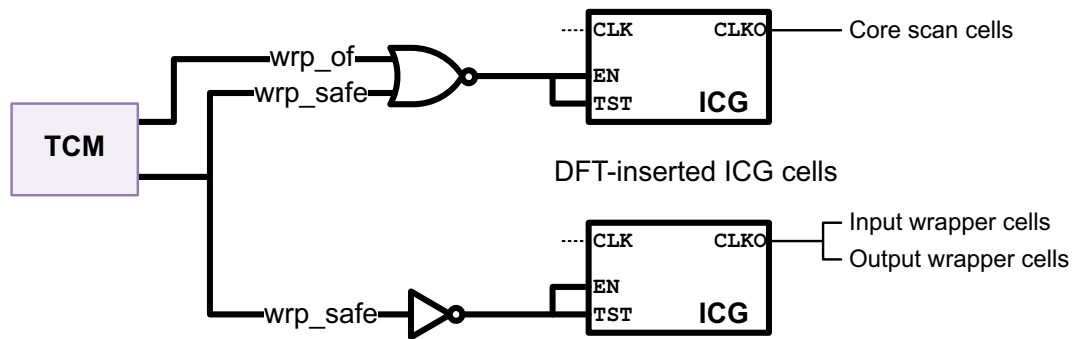 CLK CLKO Core scan cells
wrp_of
EN
wrp_safe
TST ICG
TCM
DFT-inserted ICG cells
Input wrapper cells
CLK CLKO
Output wrapper cells
EN
wrp_safe TST ICG